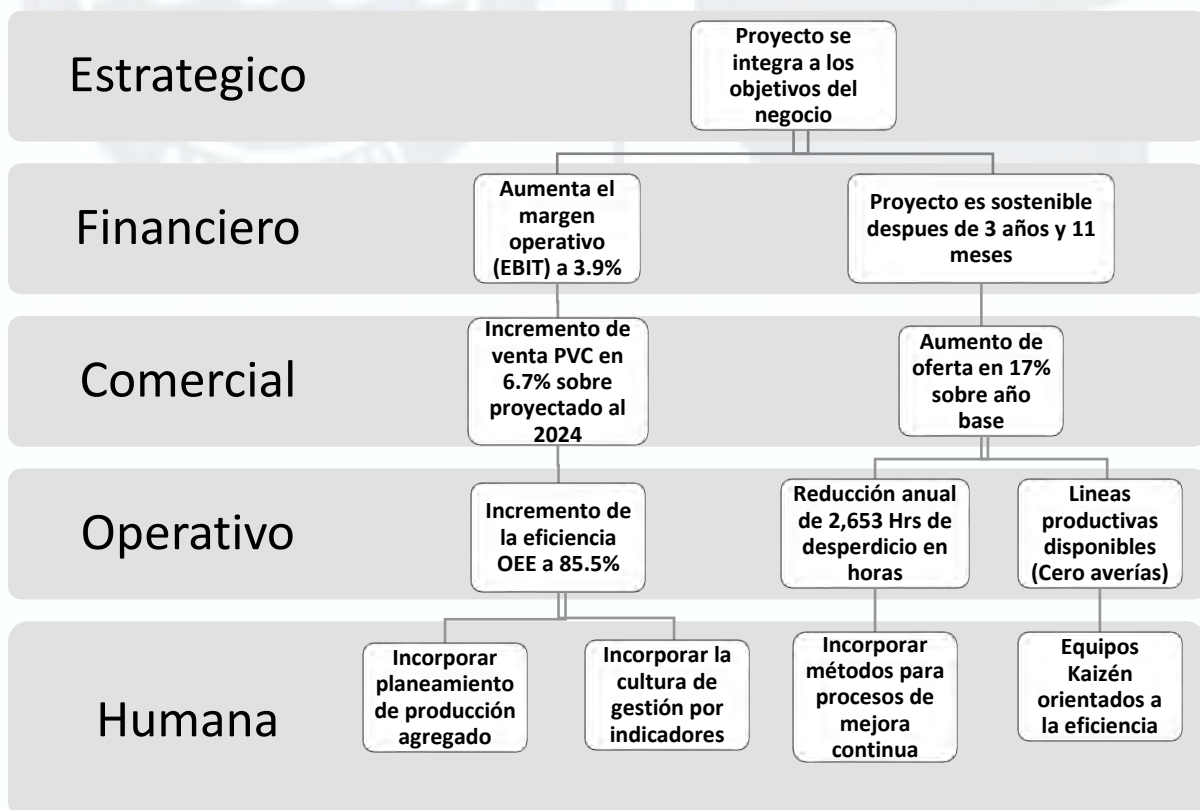 Estrategico
Proyecto se
integra a los
objetivos del
negocio
Financiero
Aumenta el
margen
operativo
(EBIT) a 3.9%
Proyecto es sostenible
despues de 3 años y 11
meses
Comercial
Incremento de
venta PVC en
6.7% sobre
proyectado al
2024
Aumento de
oferta en 17%
sobre año
base
Operativo
Incremento de
la eficiencia
OEE a 85.5%
Reducción anual
de 2,653 Hrs de
desperdicio en
horas
Lineas
productivas
disponibles
(Cero averías)
Humana
Incorporar
planeamiento
de producción
agregado
Incorporar la
cultura de
gestión por
indicadores
Incorporar
métodos para
procesos de
mejora
continua
Equipos
Kaizén
orientados a
la eficiencia